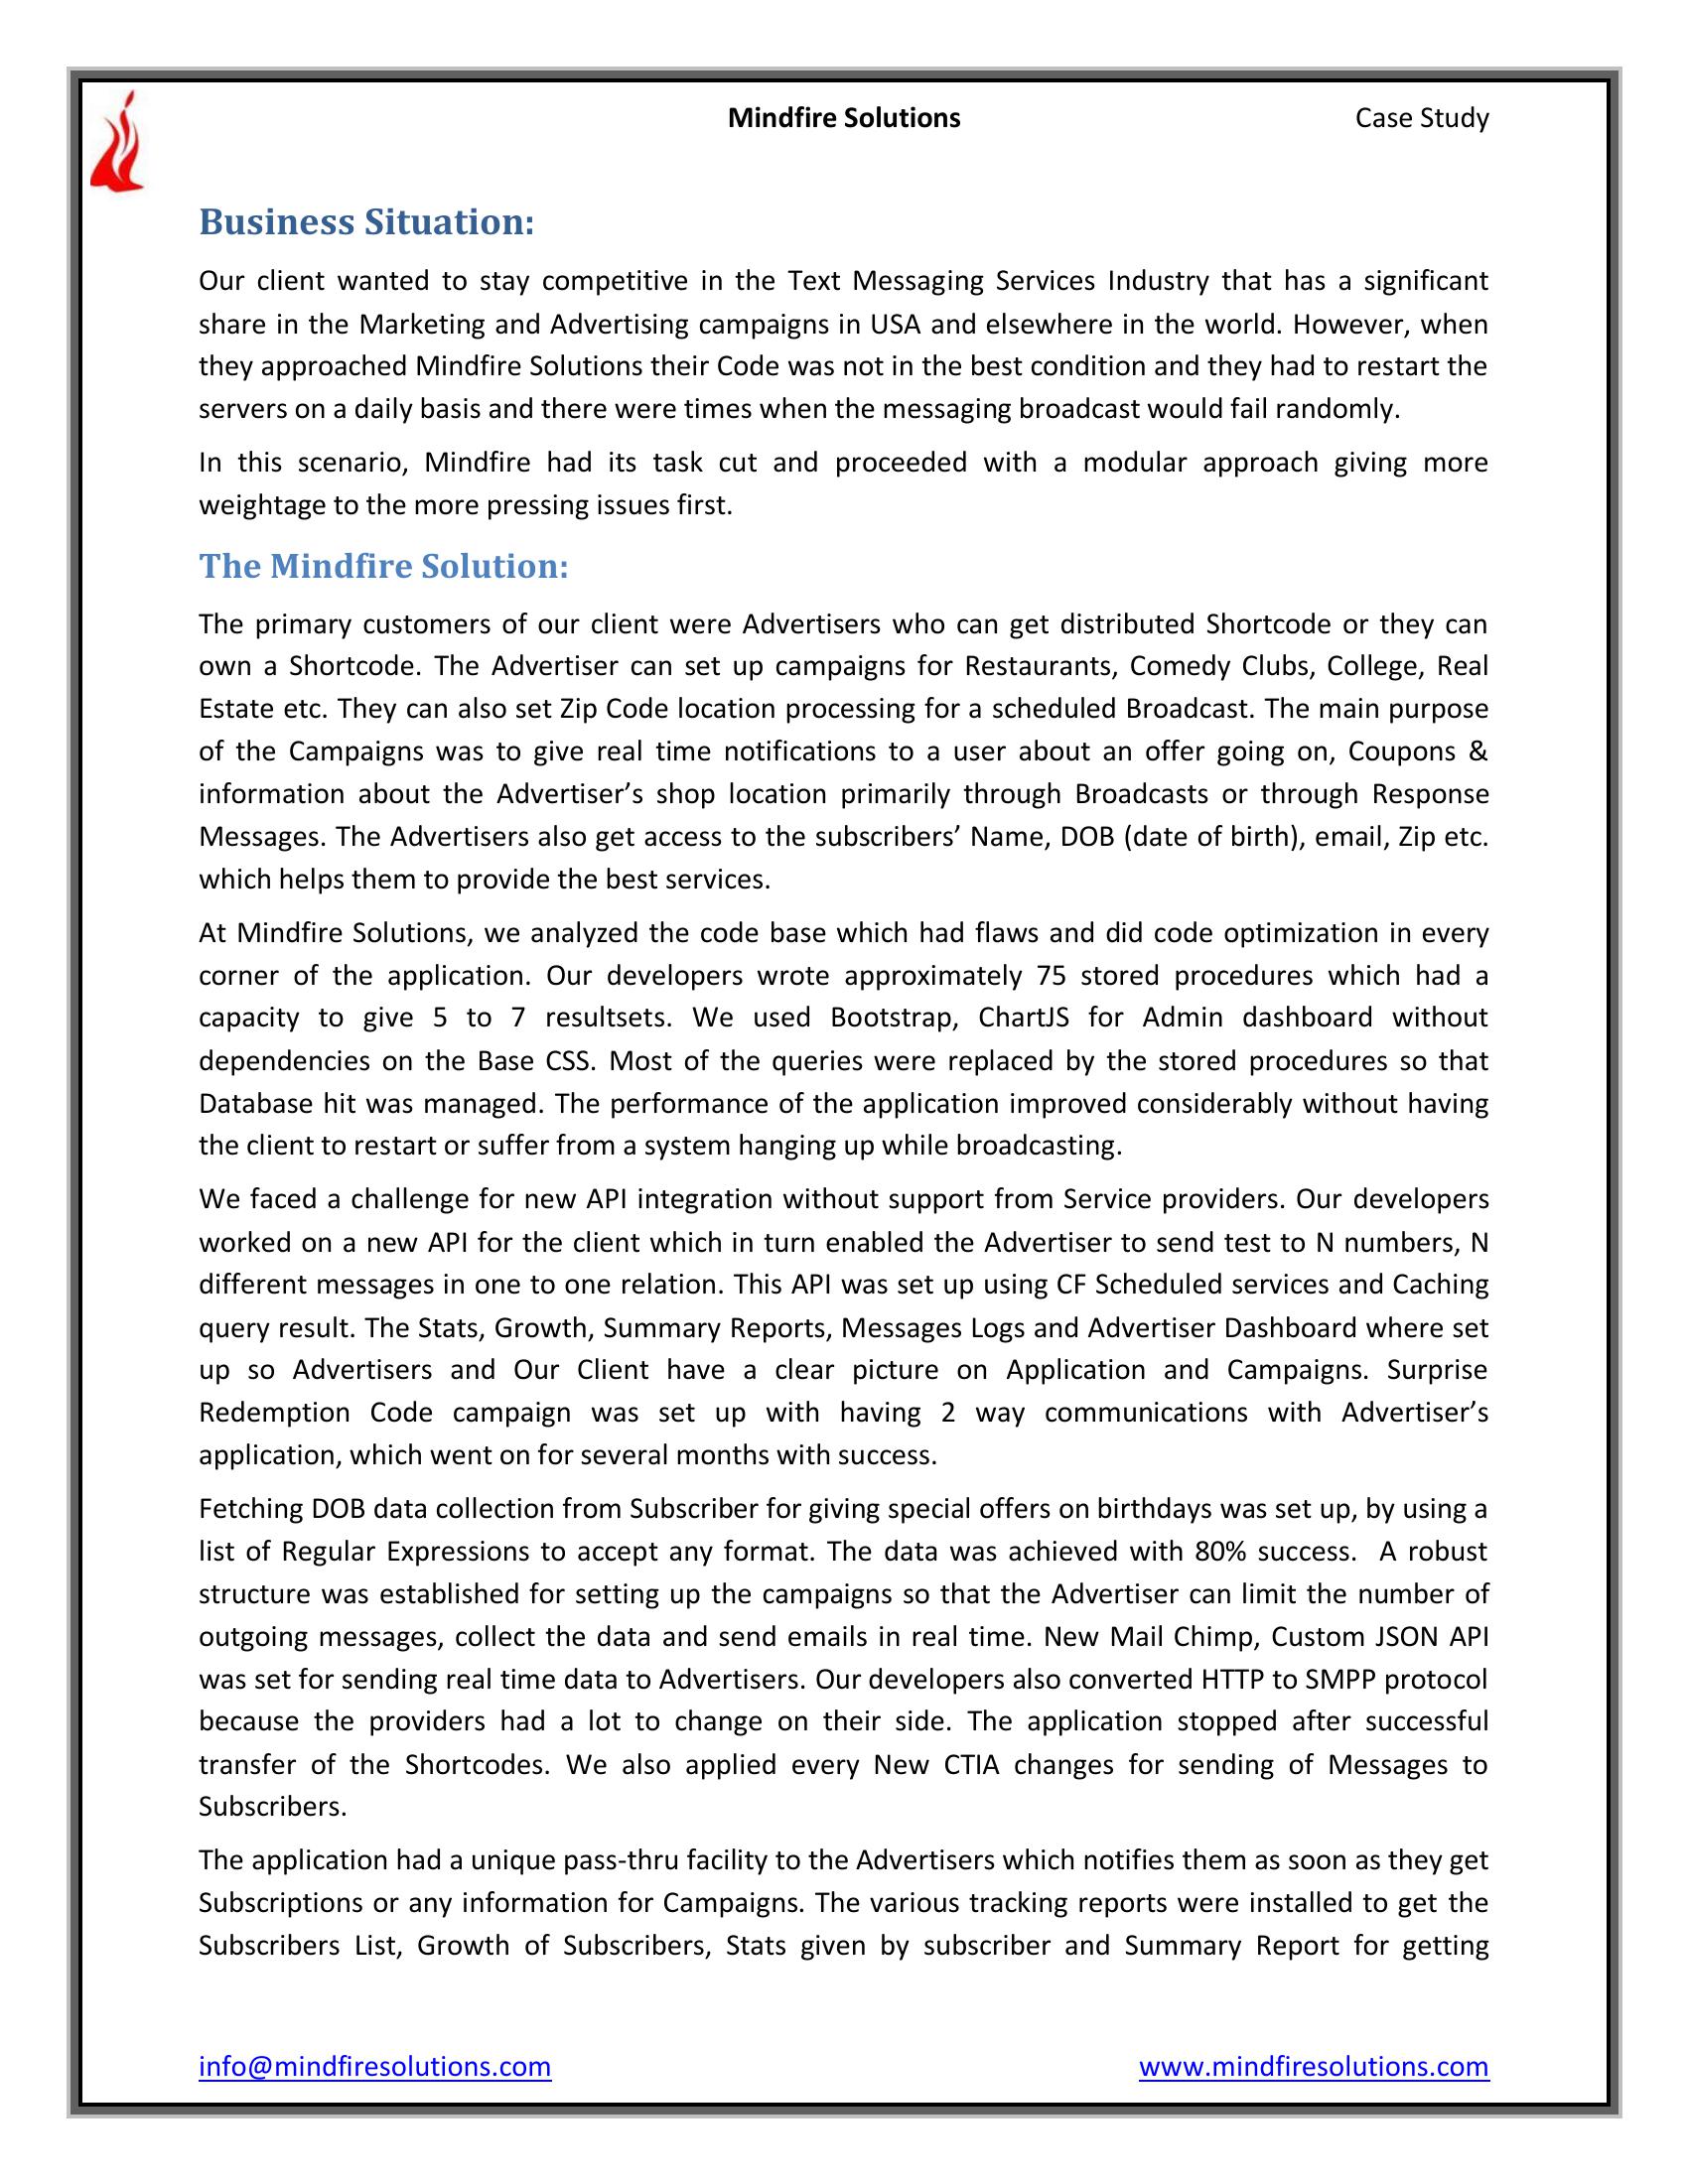 Mindfire Solutions
Case Study
Business Situation:
Our client wanted to stay competitive in the Text Messaging Services Industry that has a significant
share in the Marketing and Advertising campaigns in USA and elsewhere in the world. However, when
they approached Mindfire Solutions their Code was not in the best condition and they had to restart the
servers on a daily basis and there were times when the messaging broadcast would fail randomly.
In this scenario, Mindfire had its task cut and proceeded with a modular approach giving more
weightage to the more pressing issues first.
The Mindfire Solution:
The primary customers of our client were Advertisers who can get distributed Shortcode or they can
own a Shortcode. The Advertiser can set up campaigns for Restaurants, Comedy Clubs, College, Real
Estate etc. They can also set Zip Code location processing for a scheduled Broadcast. The main purpose
of the Campaigns was to give real time notifications to a user about an offer going on, Coupons &
information about the Advertiser’s shop location primarily through Broadcasts or through Response
Messages. The Advertisers also get access to the subscribers’ Name, DOB (date of birth), email, Zip etc.
which helps them to provide the best services.
At Mindfire Solutions, we analyzed the code base which had flaws and did code optimization in every
corner of the application. Our developers wrote approximately 75 stored procedures which had a
capacity to give 5 to 7 resultsets. We used Bootstrap, ChartJS for Admin dashboard without
dependencies on the Base CSS. Most of the queries were replaced by the stored procedures so that
Database hit was managed. The performance of the application improved considerably without having
the client to restart or suffer from a system hanging up while broadcasting.
We faced a challenge for new API integration without support from Service providers. Our developers
worked on a new API for the client which in turn enabled the Advertiser to send test to N numbers, N
different messages in one to one relation. This API was set up using CF Scheduled services and Caching
query result. The Stats, Growth, Summary Reports, Messages Logs and Advertiser Dashboard where set
up so Advertisers and Our Client have a clear picture on Application and Campaigns. Surprise
Redemption Code campaign was set up with having 2 way communications with Advertiser’s
application, which went on for several months with success.
Fetching DOB data collection from Subscriber for giving special offers on birthdays was set up, by using a
list of Regular Expressions to accept any format. The data was achieved with 80% success.  A robust
structure was established for setting up the campaigns so that the Advertiser can limit the number of
outgoing messages, collect the data and send emails in real time. New Mail Chimp, Custom JSON API
was set for sending real time data to Advertisers. Our developers also converted HTTP to SMPP protocol
because the providers had a lot to change on their side. The application stopped after successful
transfer of the Shortcodes. We also applied every New CTIA changes for sending of Messages to
Subscribers.
The application had a unique pass-thru facility to the Advertisers which notifies them as soon as they get
Subscriptions or any information for Campaigns. The various tracking reports were installed to get the
Subscribers List, Growth of Subscribers, Stats given by subscriber and Summary Report for getting
info@mindfiresolutions.com
www.mindfiresolutions.com